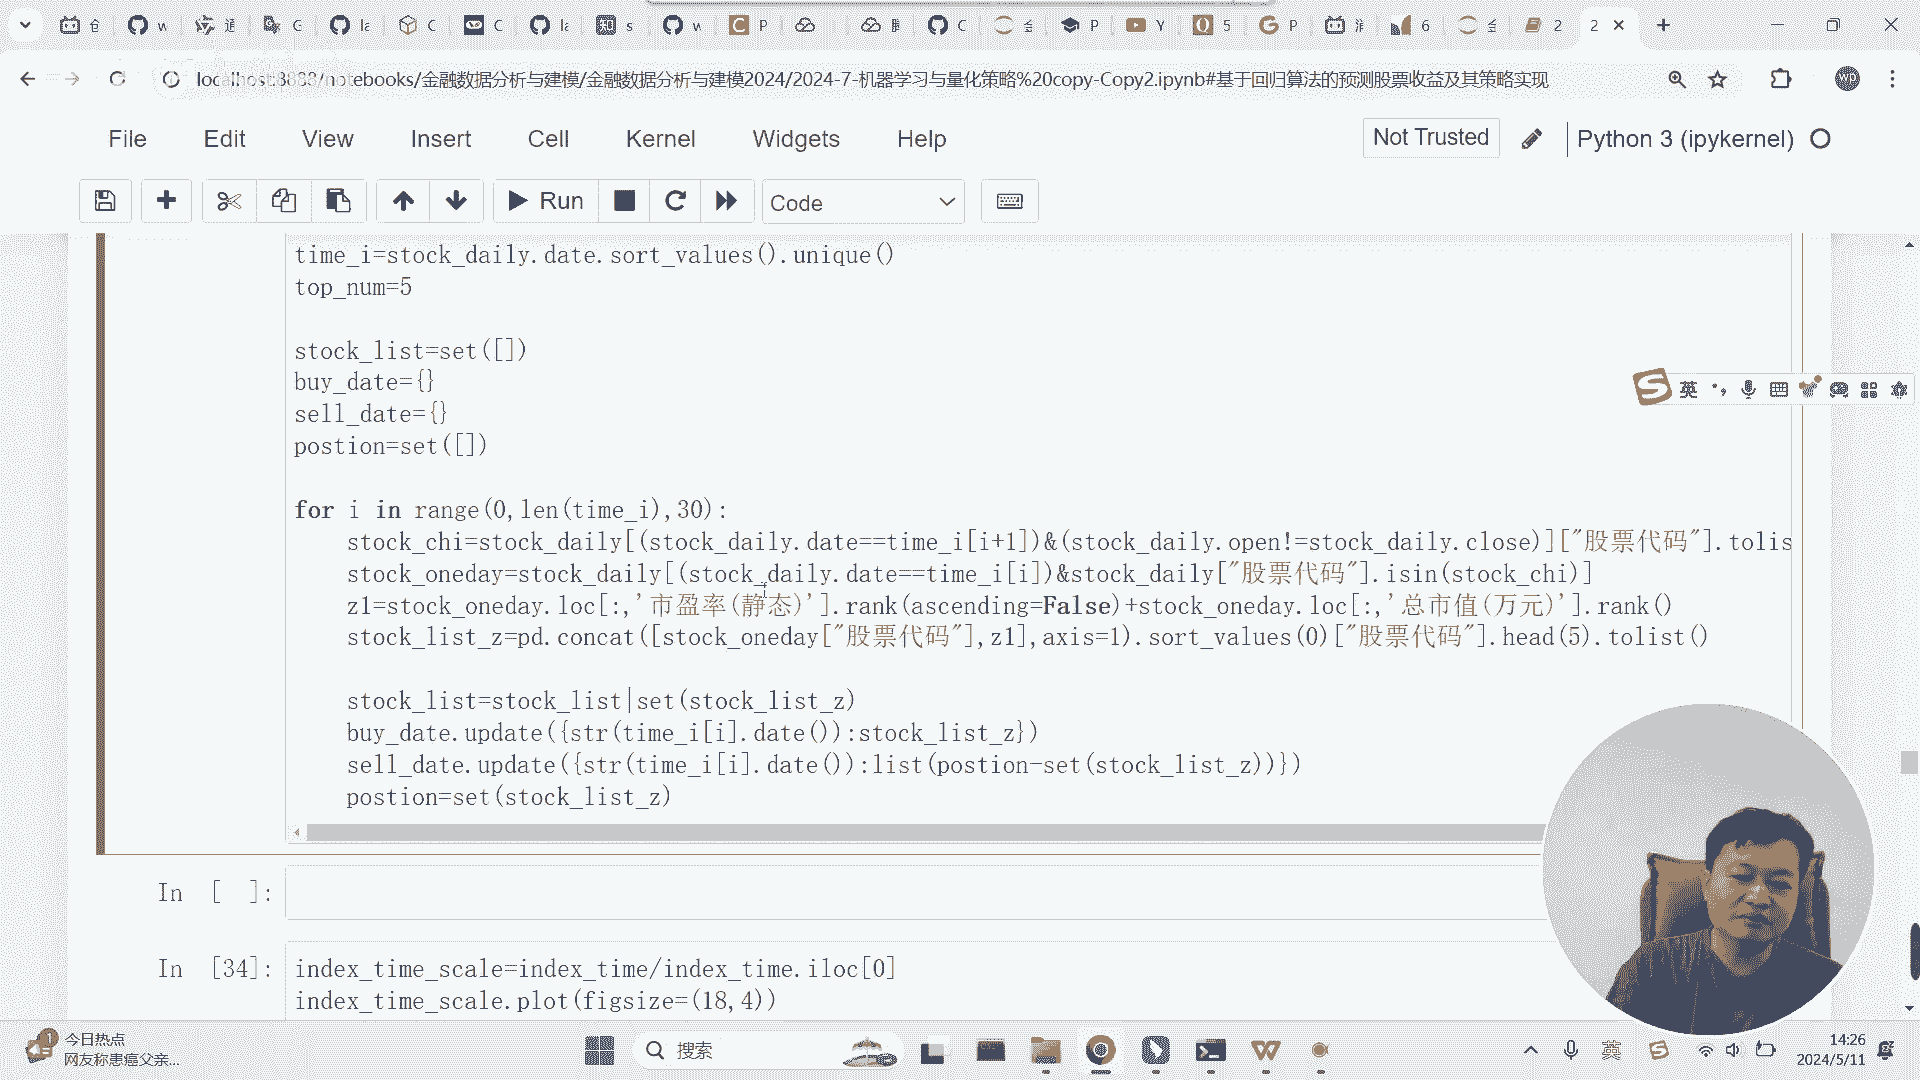 localhost:8888/notebooks/金融数据分析与建模/金融数据分析与建模2024/2024-7-机器学习与量化策略%20copy-Copy2.ipynb#基于回归算法的预测股票收益及其策略实现
File Edit View Insert Cell Kernel Widgets Help
Not Trusted
Python 3 (ipykernel)
Run
Code
time_i=stock_daily.date.sort_values().unique()
top_num=5
stock_list=set([])
buy_date={}
sell_date={}
postion=set([])
for i in range(0,len(time_i),30):
stock_chi=stock_daily[(stock_daily.date==time_i[i+1])&(stock_daily.open!=stock_daily.close)]["股票代码"].tolis
stock_oneday=stock_daily[(stock_daily.date==time_i[i])&stock_daily["股票代码"].isin(stock_chi)]
z1=stock_oneday.loc[:,'市盈率(静态)'].rank(ascending=False)+stock_oneday.loc[:,'总市值(万元)'].rank()
stock_list_z=pd.concat([stock_oneday["股票代码"],z1],axis=1).sort_values(0)["股票代码"].head(5).tolist()
stock_list=stock_list|set(stock_list_z)
buy_date.update({str(time_i[i].date()):stock_list_z})
sell_date.update({str(time_i[i].date()):list(postion-set(stock_list_z))})
postion=set(stock_list_z)
In [ ]:
In [34]:
index_time_scale=index_time/index_time.iloc[0]
index_time_scale.plot(figsize=(18,4))
英
今日热点
网友称患癌父亲...
搜索
英
14:26
2024/5/11